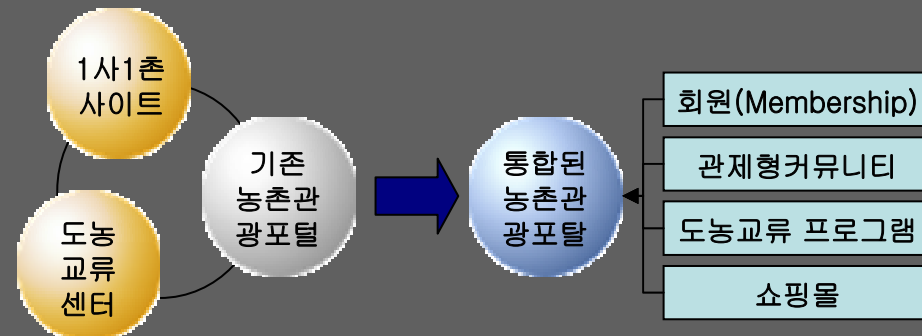 1사1촌
사이트
도농
교류
센터
기존
농촌관
광포털
통합된
농촌관
광포탈
회원(Membership)
관제형커뮤니티
도농교류 프로그램
쇼핑몰